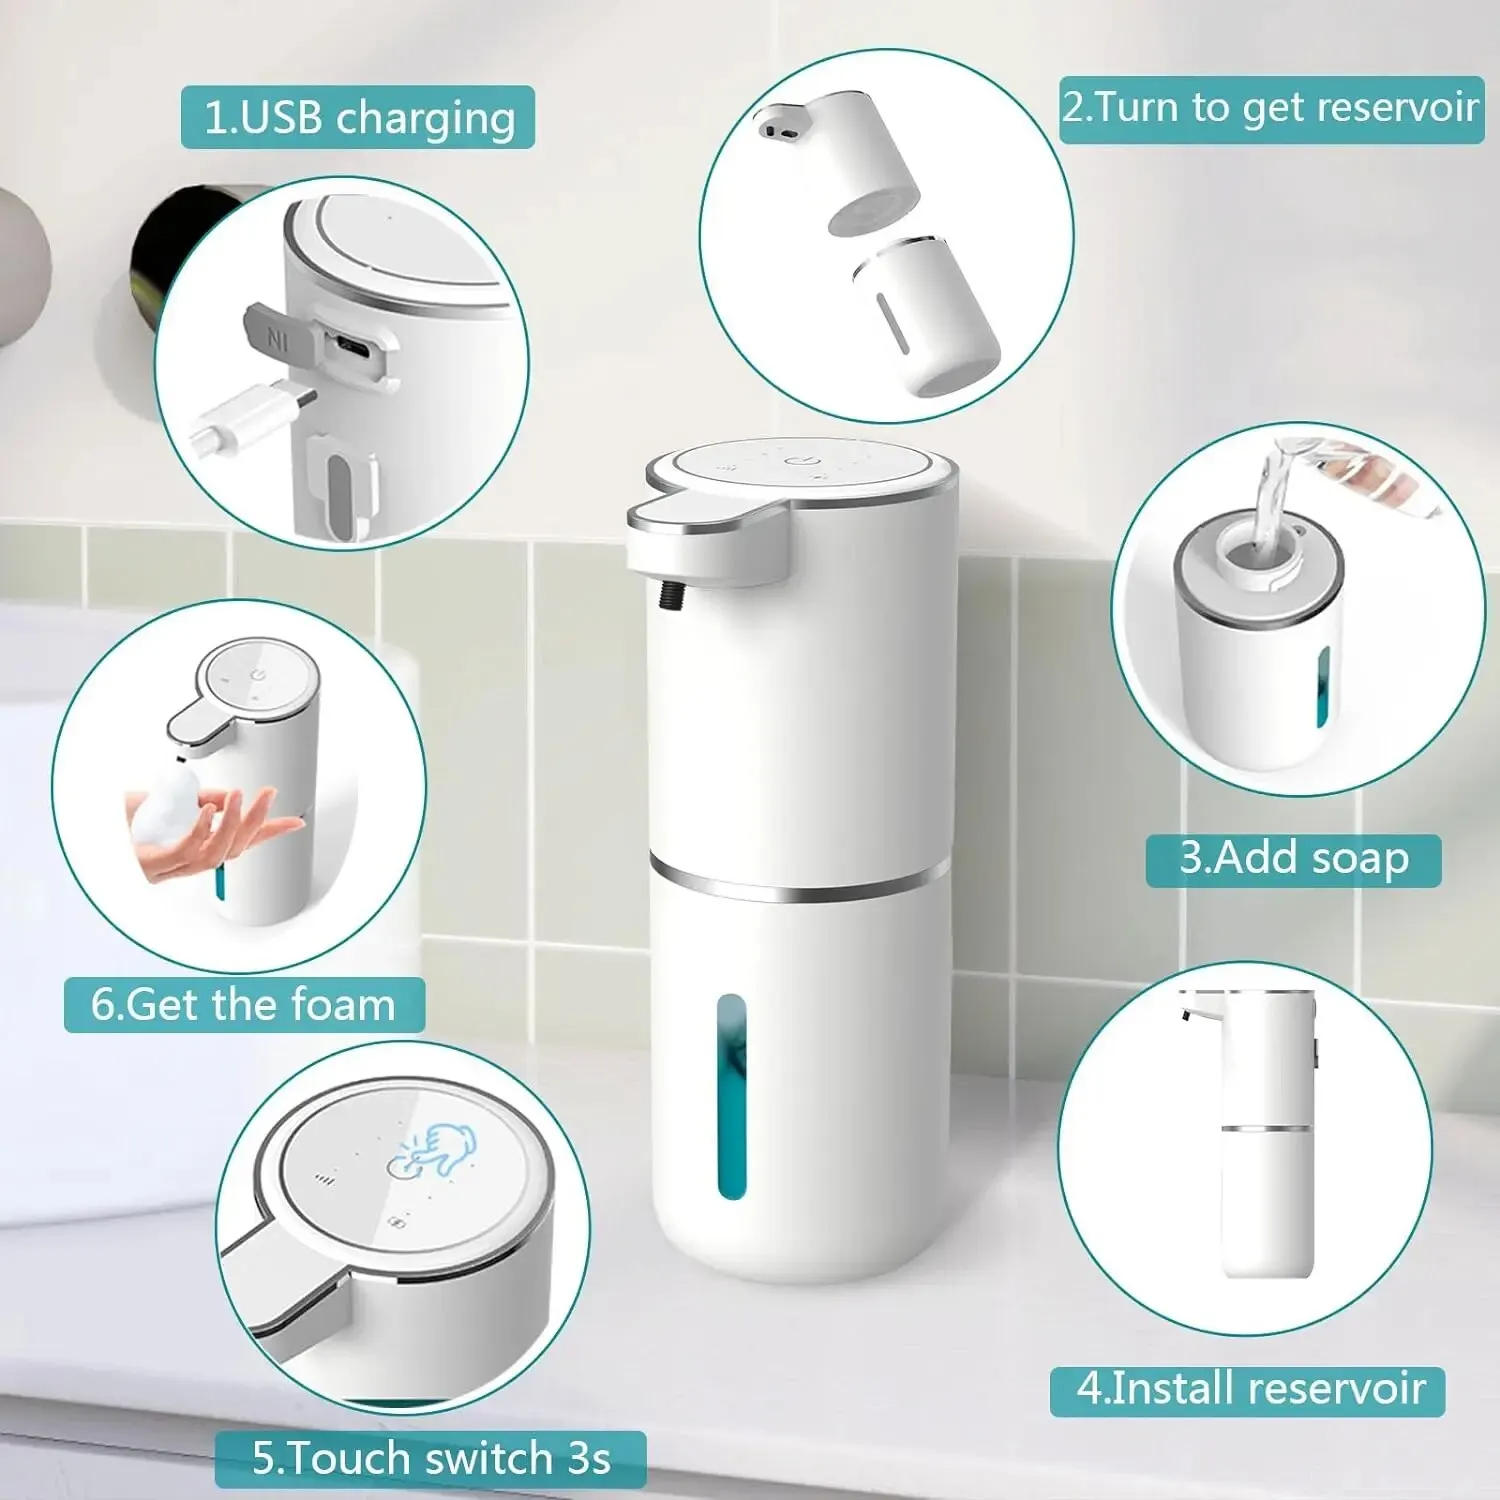 1.USB charging
2.Turn to get reservoir
IN
3.Add soap
6.Get the foam
4.Install reservoir
5.Touch switch 3s